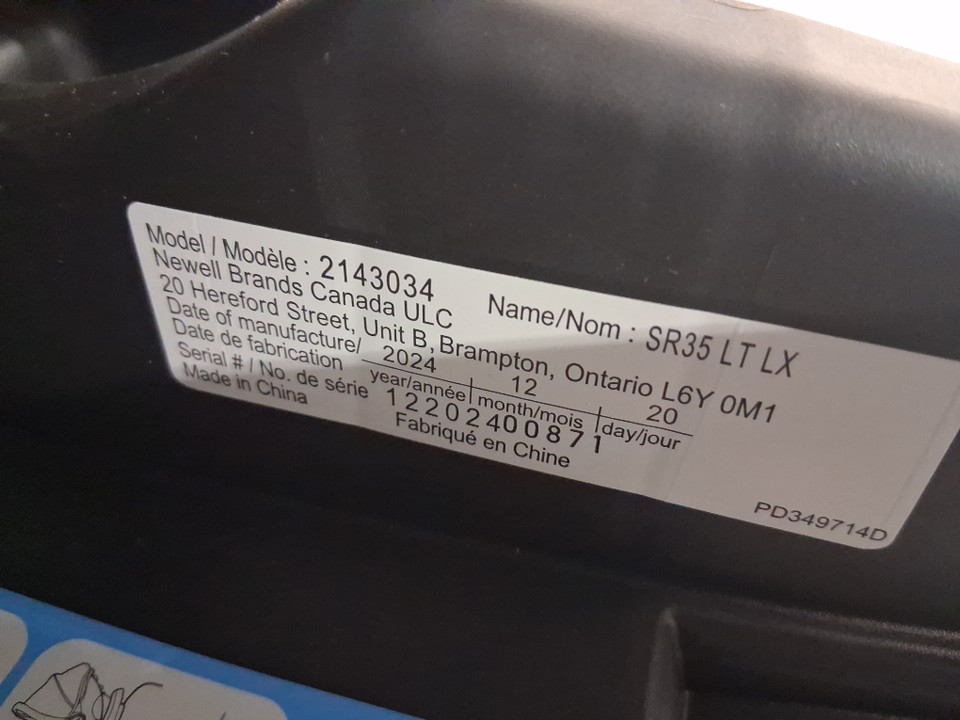 Model / Modèle : 2143034 Name/Nom : SR35 LT LX
Newell Brands Canada ULC
20 Hereford Street, Unit B, Brampton, Ontario L6Y 0M1
Date of manufacture/ 2024 12 20
Date de fabrication year/année month/mois day/jour
Serial # / No. de série 12202400871
Made in China Fabriqué en Chine
PD349714D